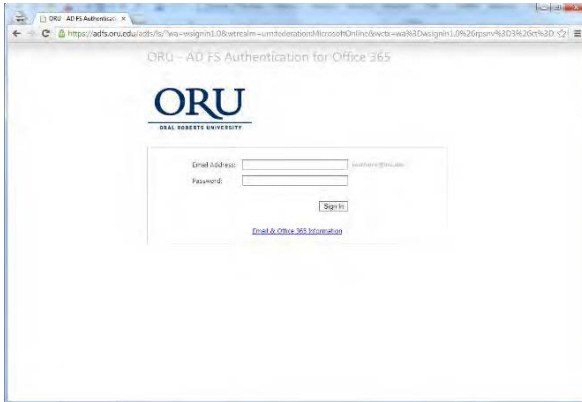 ORU - AD FS Authenticati
https://adfs.oru.edu/adfs/ls/?wa=wsignin1.0&wtrealm=urn:federation:MicrosoftOnline&wctx=wa%3Dwsignin1.0%26rpsnv%3D3%26ct%3D
ORU - AD FS Authentication for Office 365
ORU
ORAL ROBERTS UNIVERSITY
Email Address:
Password:
Sign In
Email & Office 365 Information